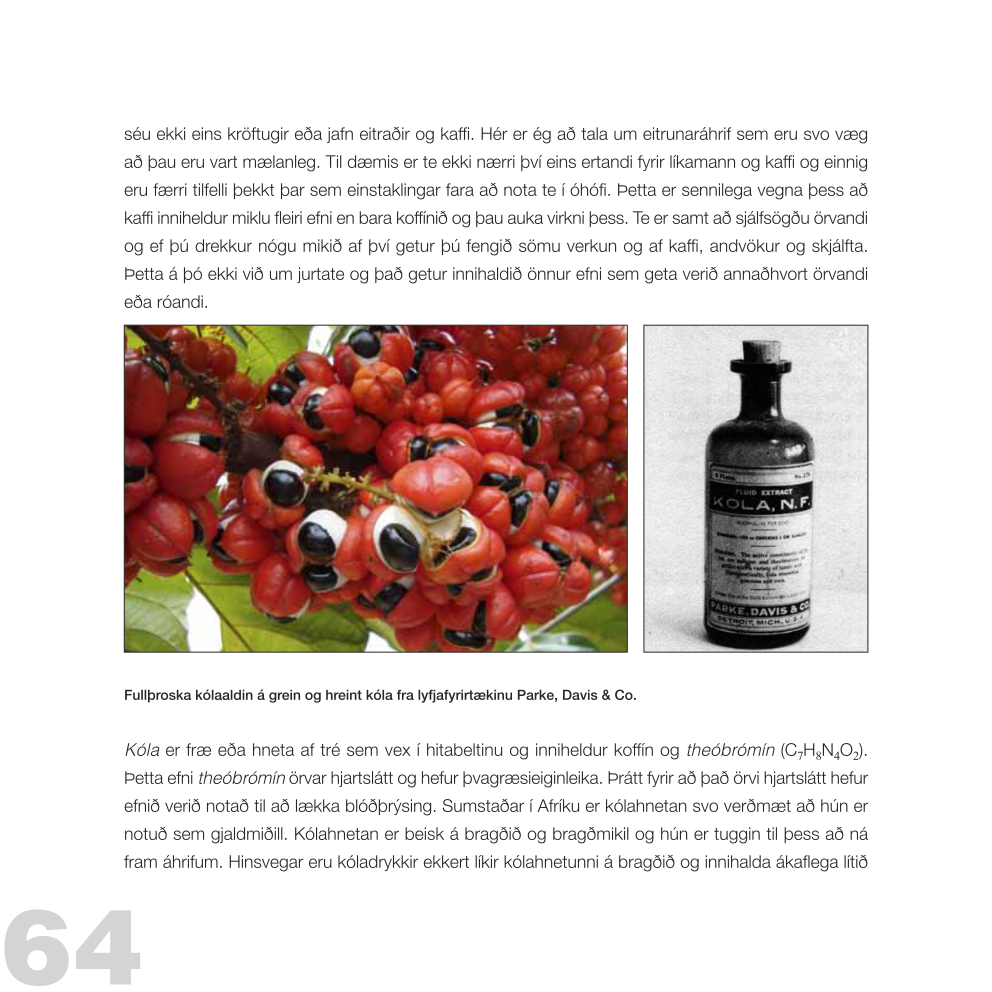 séu ekki eins kröftugir eða jafn eitraðir og kaffi. Hér er ég að tala um eitrunaráhrif sem eru svo væg
að þau eru vart mælanleg. Til dæmis er te ekki nærri því eins ertandi fyrir líkamann og kaffi og einnig
eru færri tilfelli þekkt þar sem einstaklingar fara að nota te í óhófi. Þetta er sennilega vegna þess að
kaffi inniheldur miklu fleiri efni en bara koffínið og þau auka virkni þess. Te er samt að sjálfsögðu örvandi
og ef þú drekkur nógu mikið af því getur þú fengið sömu verkun og af kaffi, andvökur og skjálfta.
Þetta á þó ekki við um jurtate og það getur innihaldið önnur efni sem geta verið annaðhvort örvandi
eða róandi.
FLUID EXTRACT
KOLA, N.F.
PARKE, DAVIS & CO.
DETROIT, MICH., U.S.A.
Fullþroska kólaaldin á grein og hreint kóla fra lyfjafyrirtækinu Parke, Davis & Co.
Kóla er fræ eða hneta af tré sem vex í hitabeltinu og inniheldur koffín og theóbrómín (C₇H₈N₄O₂).
Þetta efni theóbrómín örvar hjartslátt og hefur þvagræsieiginleika. Þrátt fyrir að það örvi hjartslátt hefur
efnið verið notað til að lækka blóðþrýsing. Sumstaðar í Afríku er kólahnetan svo verðmæt að hún er
notuð sem gjaldmiðill. Kólahnetan er beisk á bragðið og bragðmikil og hún er tuggin til þess að ná
fram áhrifum. Hinsvegar eru kóladrykkir ekkert líkir kólahnetunni á bragðið og innihalda ákaflega lítið
64